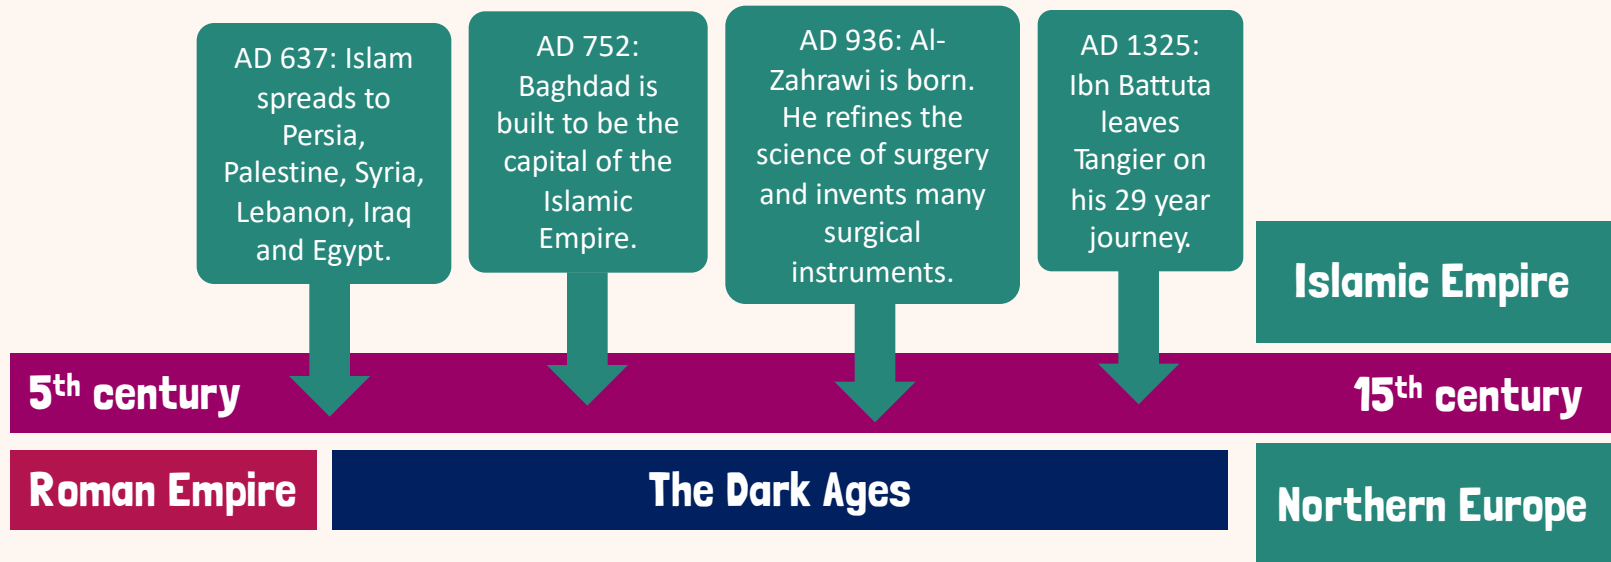 AD 637: Islam
spreads to
Persia,
Palestine, Syria,
Lebanon, Iraq
and Egypt.
AD 752:
Baghdad is
built to be the
capital of the
Islamic
Empire.
AD 936: Al-
Zahrawi is born.
He refines the
science of surgery
and invents many
surgical
instruments.
AD 1325:
Ibn Battuta
leaves
Tangier on
his 29 year
journey.
Islamic Empire
5th century
15th century
Roman Empire
The Dark Ages
Northern Europe